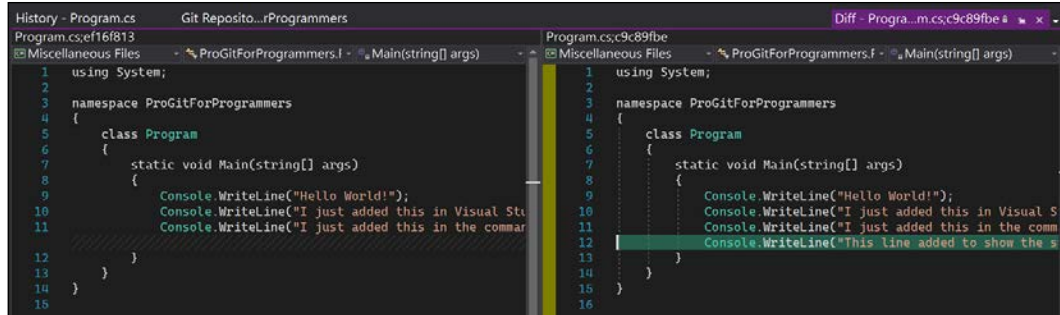 History - Program.cs Git Reposito...rProgrammers Diff - Progra...m.cs;c9c89fbe
Program.cs;ef16f813
Miscellaneous Files ProGitForProgrammers.F Main(string[] args)
1 using System;
2
3 namespace ProGitForProgrammers
4 {
5 class Program
6 {
7 static void Main(string[] args)
8 {
9 Console.WriteLine("Hello World!");
10 Console.WriteLine("I just added this in Visual Stu
11 Console.WriteLine("I just added this in the comman
12 }
13 }
14 }
15
Program.cs;c9c89fbe
Miscellaneous Files ProGitForProgrammers.F Main(string[] args)
1 using System;
2
3 namespace ProGitForProgrammers
4 {
5 class Program
6 {
7 static void Main(string[] args)
8 {
9 Console.WriteLine("Hello World!");
10 Console.WriteLine("I just added this in Visual S
11 Console.WriteLine("I just added this in the comm
12 Console.WriteLine("This line added to show the s
13 }
14 }
15 }
16